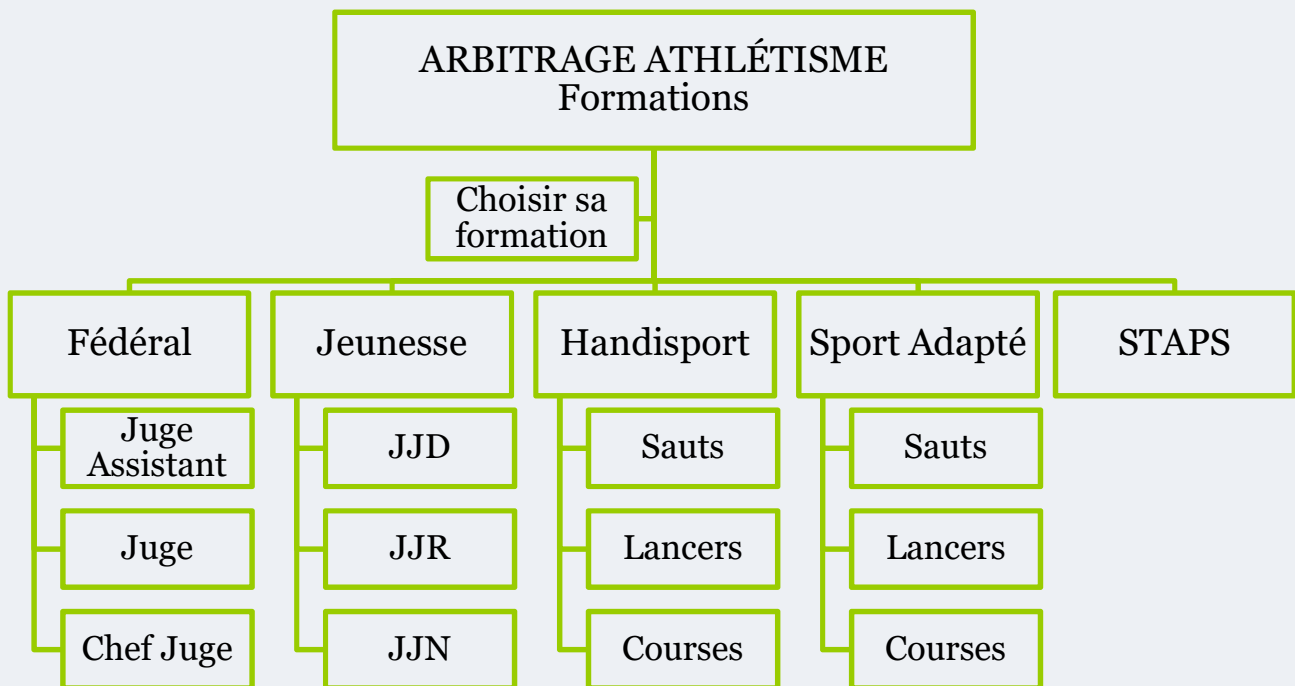 ARBITRAGE ATHLÉTISME
Formations
Choisir sa
formation
Fédéral
Jeunesse
Handisport
Sport Adapté
STAPS
Juge
Assistant
JJD
Sauts
Sauts
Juge
JJR
Lancers
Lancers
Chef Juge
JJN
Courses
Courses